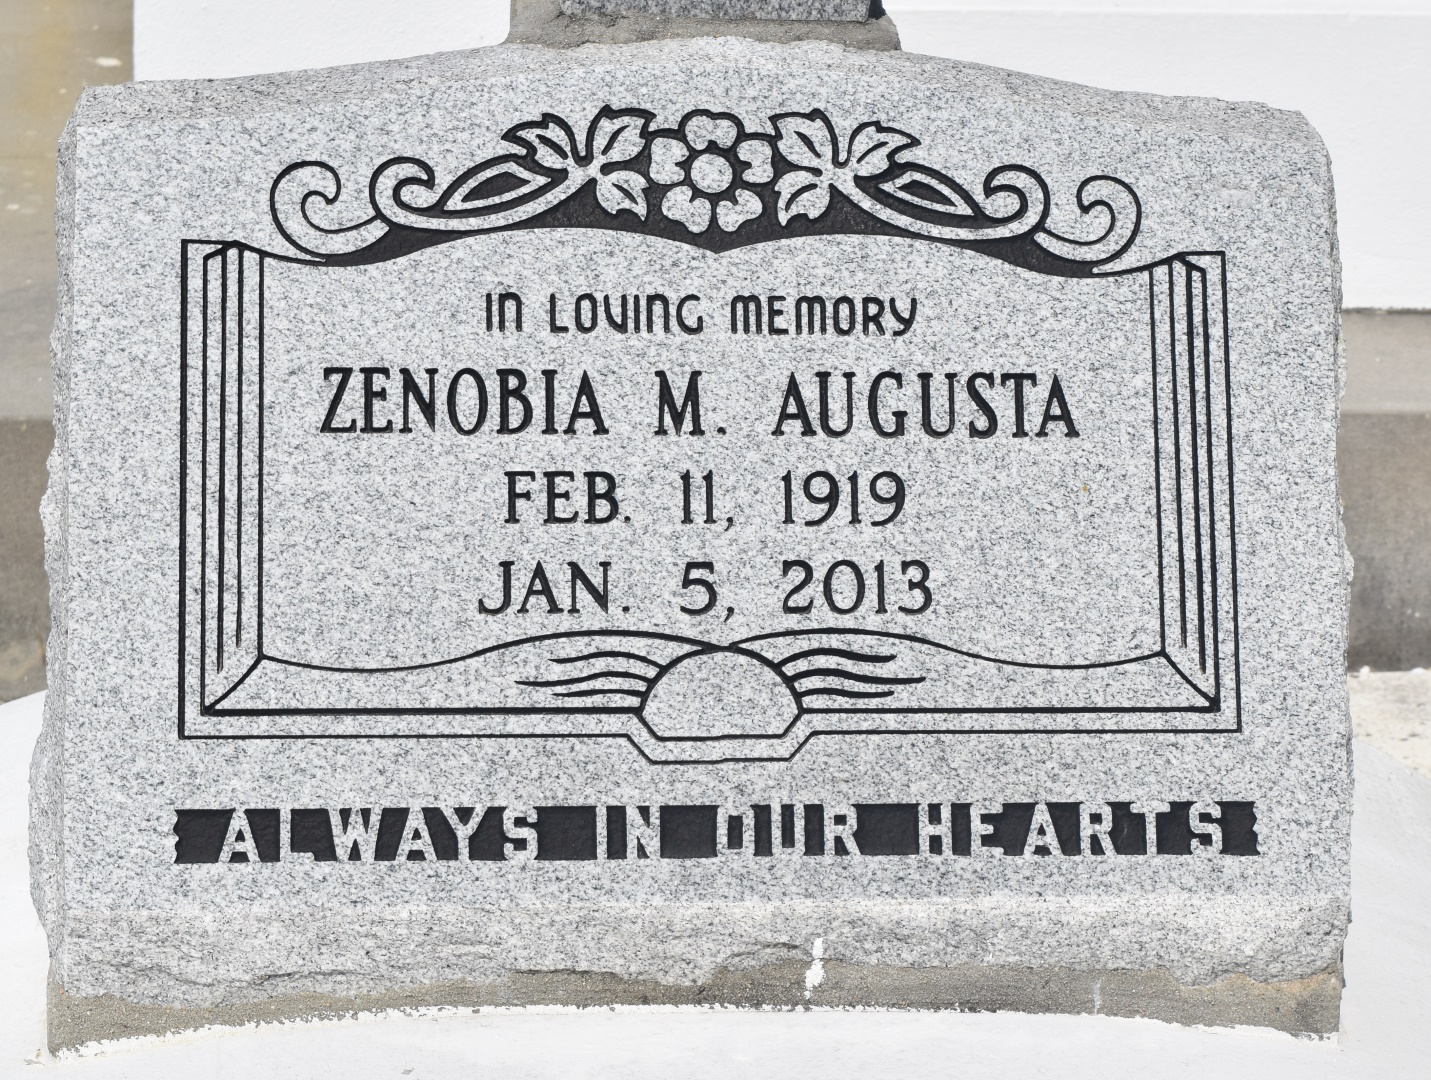 IN LOVING MEMORY
ZENOBIA M. AUGUSTA
FEB. 11, 1919
JAN. 5, 2013
ALWAYS IN OUR HEARTS